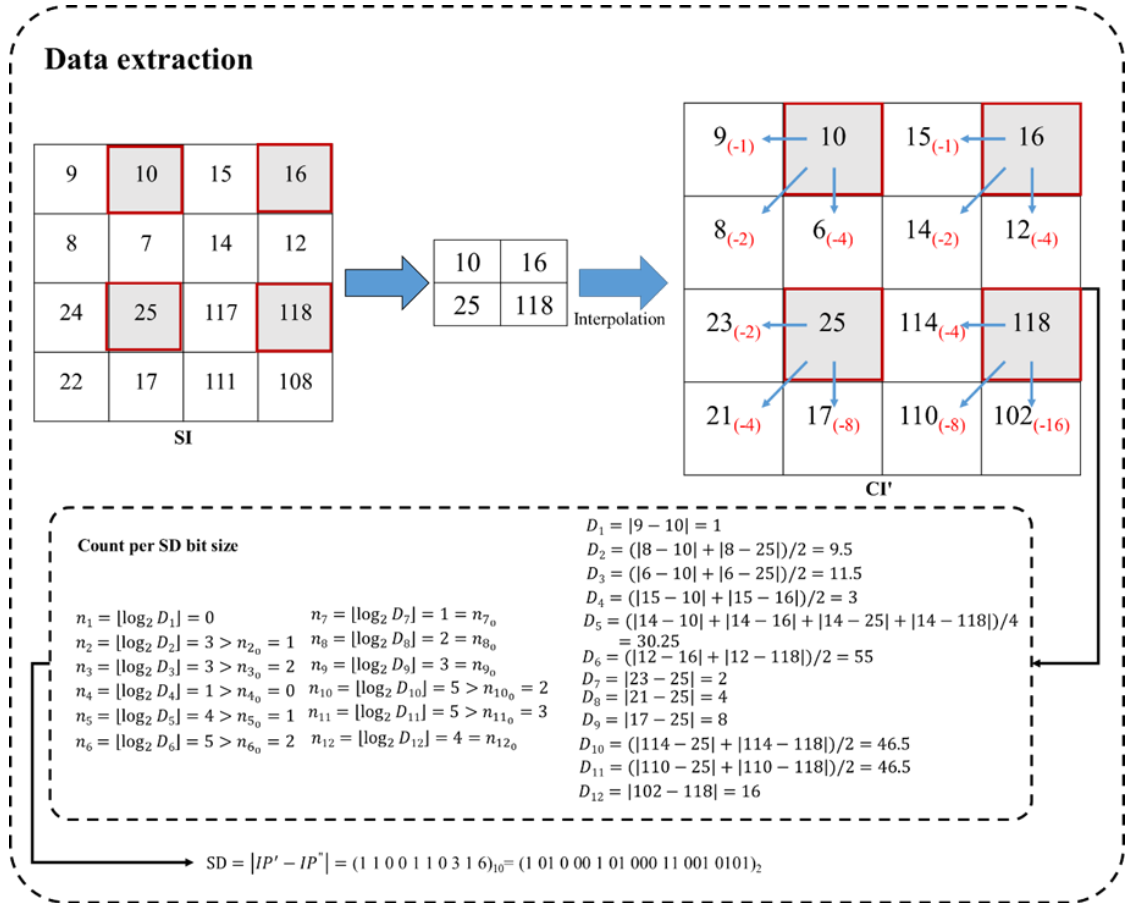 Data extraction
9 10 15 16
8 7 14 12
24 25 117 118
22 17 111 108
SI
10 16
25 118
Interpolation
9(-1) 10 15(-1) 16
8(-2) 6(-4) 14(-2) 12(-4)
23(-2) 25 114(-4) 118
21(-4) 17(-8) 110(-8) 102(-16)
CI'
Count per SD bit size
n₁ = ⌊log₂ D₁⌋ = 0
n₂ = ⌊log₂ D₂⌋ = 3 > n₂₀ = 1
n₃ = ⌊log₂ D₃⌋ = 3 > n₃₀ = 2
n₄ = ⌊log₂ D₄⌋ = 1 > n₄₀ = 0
n₅ = ⌊log₂ D₅⌋ = 4 > n₅₀ = 1
n₆ = ⌊log₂ D₆⌋ = 5 > n₆₀ = 2
n₇ = ⌊log₂ D₇⌋ = 1 = n₇₀
n₈ = ⌊log₂ D₈⌋ = 2 = n₈₀
n₉ = ⌊log₂ D₉⌋ = 3 = n₉₀
n₁₀ = ⌊log₂ D₁₀⌋ = 5 > n₁₀₀ = 2
n₁₁ = ⌊log₂ D₁₁⌋ = 5 > n₁₁₀ = 3
n₁₂ = ⌊log₂ D₁₂⌋ = 4 = n₁₂₀
D₁ = |9 − 10| = 1
D₂ = (|8 − 10| + |8 − 25|)/2 = 9.5
D₃ = (|6 − 10| + |6 − 25|)/2 = 11.5
D₄ = (|15 − 10| + |15 − 16|)/2 = 3
D₅ = (|14 − 10| + |14 − 16| + |14 − 25| + |14 − 118|)/4
= 30.25
D₆ = (|12 − 16| + |12 − 118|)/2 = 55
D₇ = |23 − 25| = 2
D₈ = |21 − 25| = 4
D₉ = |17 − 25| = 8
D₁₀ = (|114 − 25| + |114 − 118|)/2 = 46.5
D₁₁ = (|110 − 25| + |110 − 118|)/2 = 46.5
D₁₂ = |102 − 118| = 16
SD = |IP' − IP"| = (1 1 0 0 1 1 0 3 1 6)₁₀= (1 01 0 00 1 01 000 11 001 0101)₂